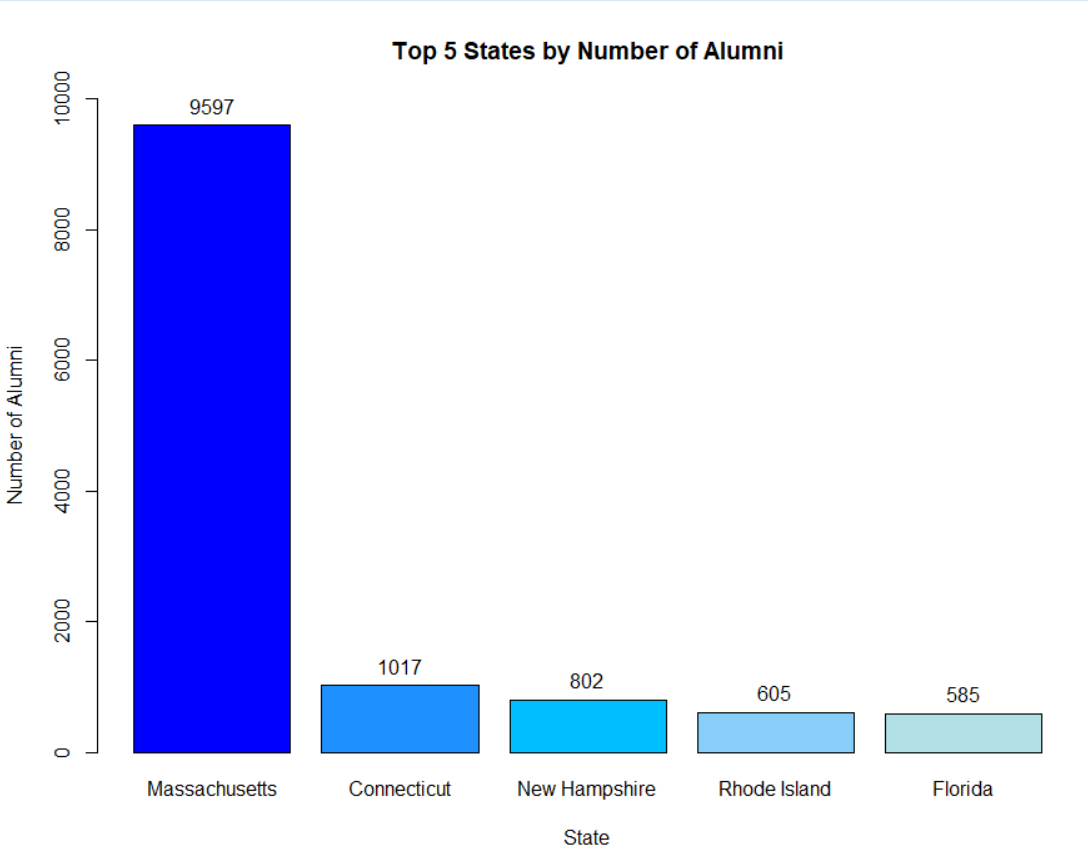 Top 5 States by Number of Alumni
Number of Alumni
10000
8000
6000
4000
2000
0
9597
1017
802
605
585
Massachusetts
Connecticut
New Hampshire
Rhode Island
Florida
State